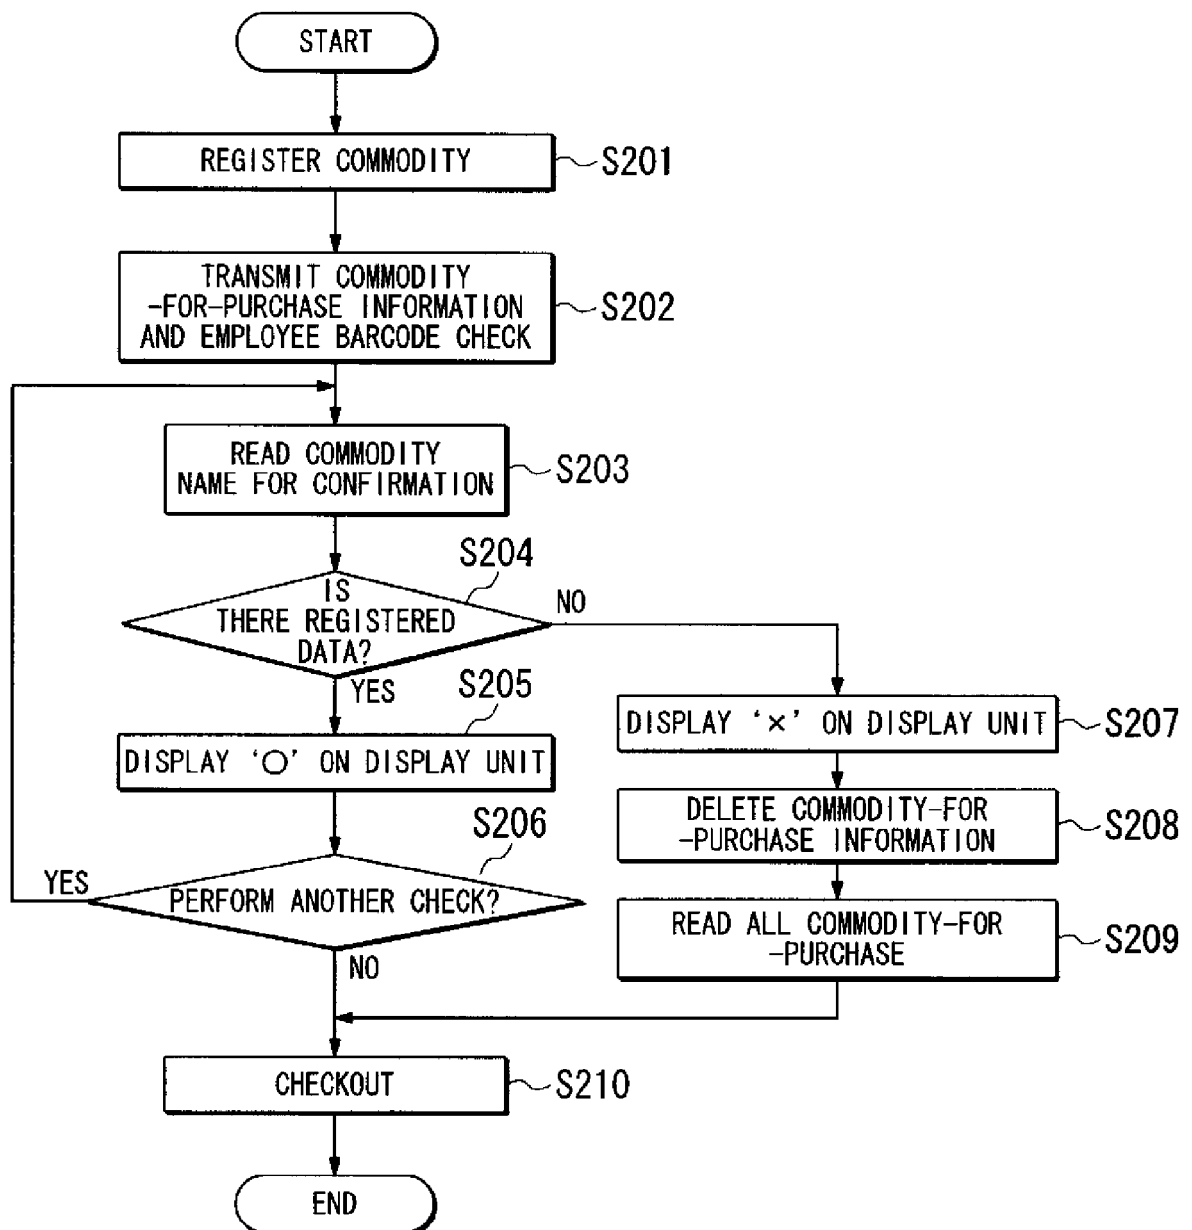 START
REGISTER COMMODITY
S201
TRANSMIT COMMODITY
-FOR-PURCHASE INFORMATION
AND EMPLOYEE BARCODE CHECK
S202
READ COMMODITY
NAME FOR CONFIRMATION
S203
S204
IS
THERE REGISTERED
DATA?
NO
YES
S205
DISPLAY ‘○’ ON DISPLAY UNIT
DISPLAY ‘×’ ON DISPLAY UNIT
S207
DELETE COMMODITY-FOR
-PURCHASE INFORMATION
S208
S206
YES
PERFORM ANOTHER CHECK?
NO
READ ALL COMMODITY-FOR
-PURCHASE
S209
CHECKOUT
S210
END